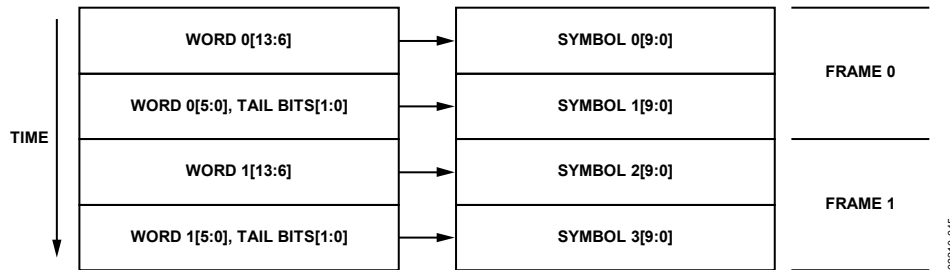 WORD 0[13:6]
SYMBOL 0[9:0]
FRAME 0
WORD 0[5:0], TAIL BITS[1:0]
SYMBOL 1[9:0]
TIME
WORD 1[13:6]
SYMBOL 2[9:0]
FRAME 1
WORD 1[5:0], TAIL BITS[1:0]
SYMBOL 3[9:0]